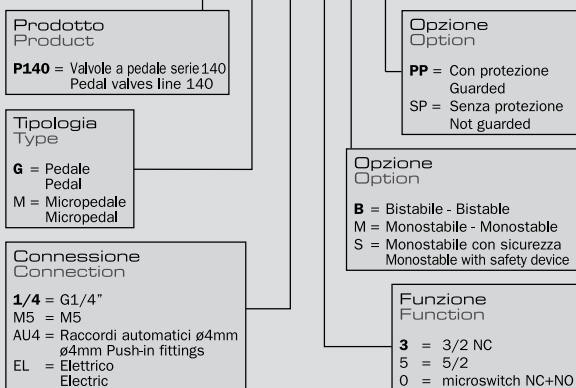 Prodotto
Product
P140 = Valvole a pedale serie 140
Pedal valves line 140
Tipologia
Type
G = Pedale
Pedal
M = Micropedale
Micropedal
Connessione
Connection
1/4 = G1/4”
M5 = M5
AU4 = Raccordi automatici ø4mm
ø4mm Push-in fittings
EL = Elettrico
Electric
Opzione
Option
PP = Con protezione
Guarded
SP = Senza protezione
Not guarded
Opzione
Option
B = Bistabile - Bistable
M = Monostabile - Monostable
S = Monostabile con sicurezza
Monostable with safety device
Funzione
Function
3 = 3/2 NC
5 = 5/2
0 = microswitch NC+NO